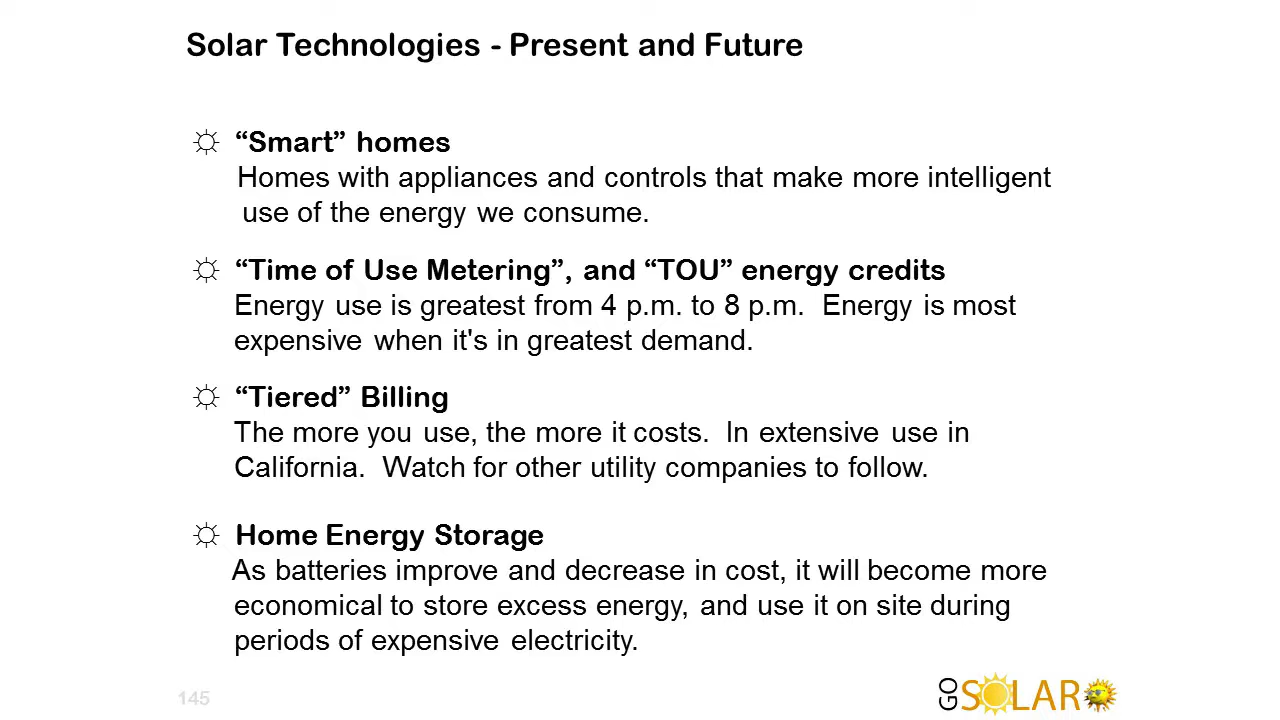 Solar Technologies - Present and Future
“Smart” homes
Homes with appliances and controls that make more intelligent
use of the energy we consume.
“Time of Use Metering”, and “TOU” energy credits
Energy use is greatest from 4 p.m. to 8 p.m.  Energy is most
expensive when it's in greatest demand.
“Tiered” Billing
The more you use, the more it costs.  In extensive use in
California.  Watch for other utility companies to follow.
Home Energy Storage
As batteries improve and decrease in cost, it will become more
economical to store excess energy, and use it on site during
periods of expensive electricity.
145
GO SOLAR